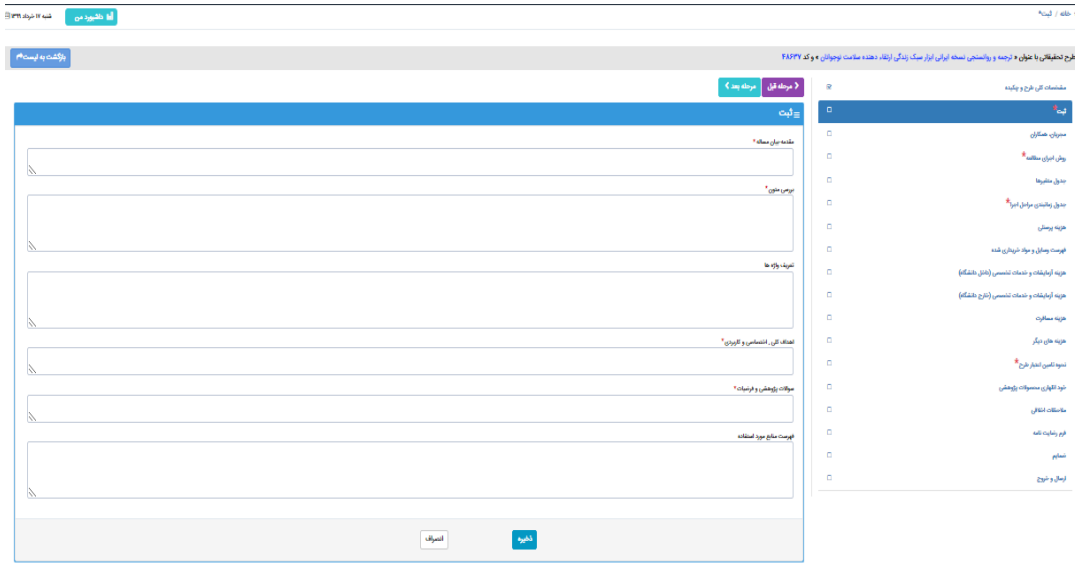 خانه / ثبت*
داشبورد من
شنبه ۱۷ خرداد ۱۳۹۹
طرح تحقیقاتی با عنوان « ترجمه و روانسنجی نسخه ایرانی ابزار سبک زندگی ارتقاء دهنده سلامت نوجوانان » و کد ۴۸۶۳۷
بازگشت به لیست
مشخصات کلی طرح و چکیده
ثبت*
مجریان، همکاران
روش اجرای مطالعه*
جدول متغیرها
جدول زمانبندی مراحل اجرا*
هزینه پرسنلی
فهرست وسایل و مواد خریداری شده
هزینه آزمایشات و خدمات تخصصی (داخل دانشگاه)
هزینه آزمایشات و خدمات تخصصی (خارج دانشگاه)
هزینه مسافرت
هزینه های دیگر
نحوه تامین اعتبار طرح*
خود اظهاری محصولات پژوهشی
ملاحظات اخلاقی
فرم رضایت نامه
ضمایم
ارسال و خروج
مرحله قبل
مرحله بعد
ثبت
مقدمه بیان مساله *
بررسی متون *
تعریف واژه ها
اهداف کلی , اختصاصی و کاربردی *
سوالات پژوهشی و فرضیات *
فهرست منابع مورد استفاده
ذخیره
انصراف